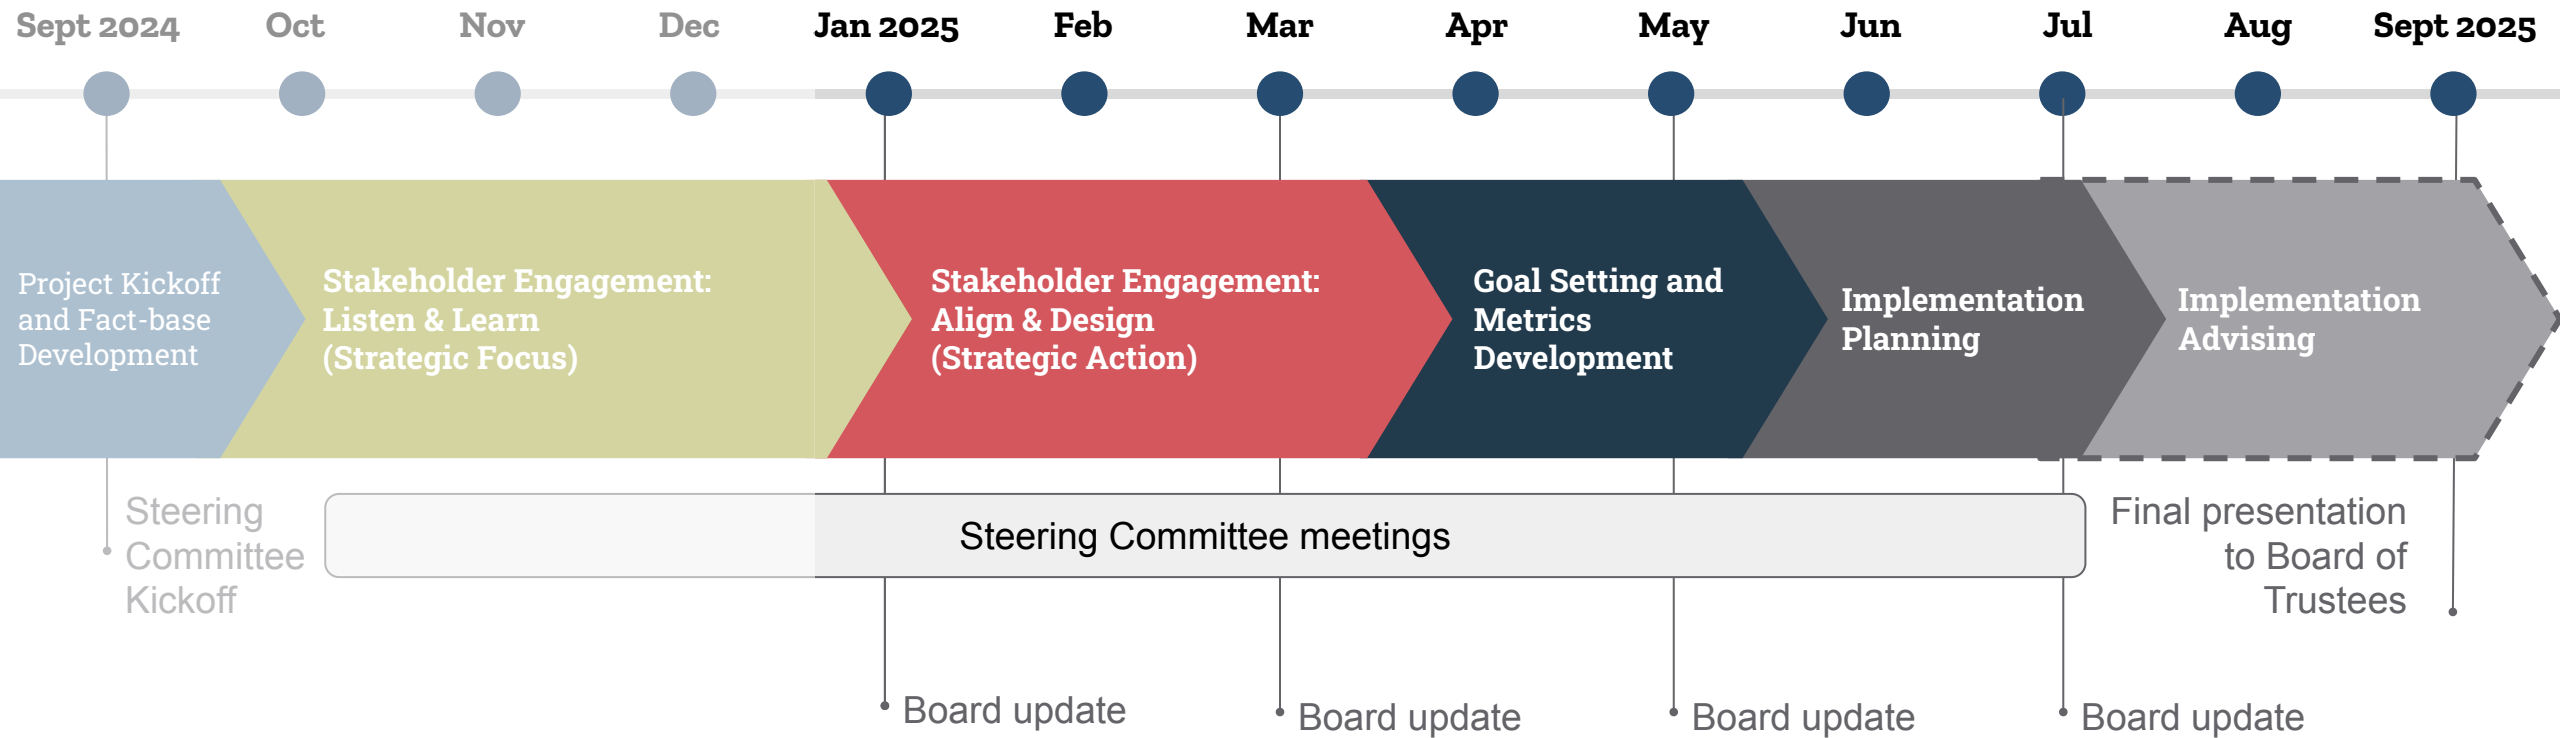 Sept 2024 Oct Nov Dec Jan 2025 Feb Mar Apr May Jun Jul Aug Sept 2025
Project Kickoff
and Fact-base
Development
Stakeholder Engagement:
Listen & Learn
(Strategic Focus)
Stakeholder Engagement:
Align & Design
(Strategic Action)
Goal Setting and
Metrics
Development
Implementation
Planning
Implementation
Advising
Steering
Committee
Kickoff
Steering Committee meetings
Final presentation
to Board of
Trustees
Board update
Board update
Board update
Board update